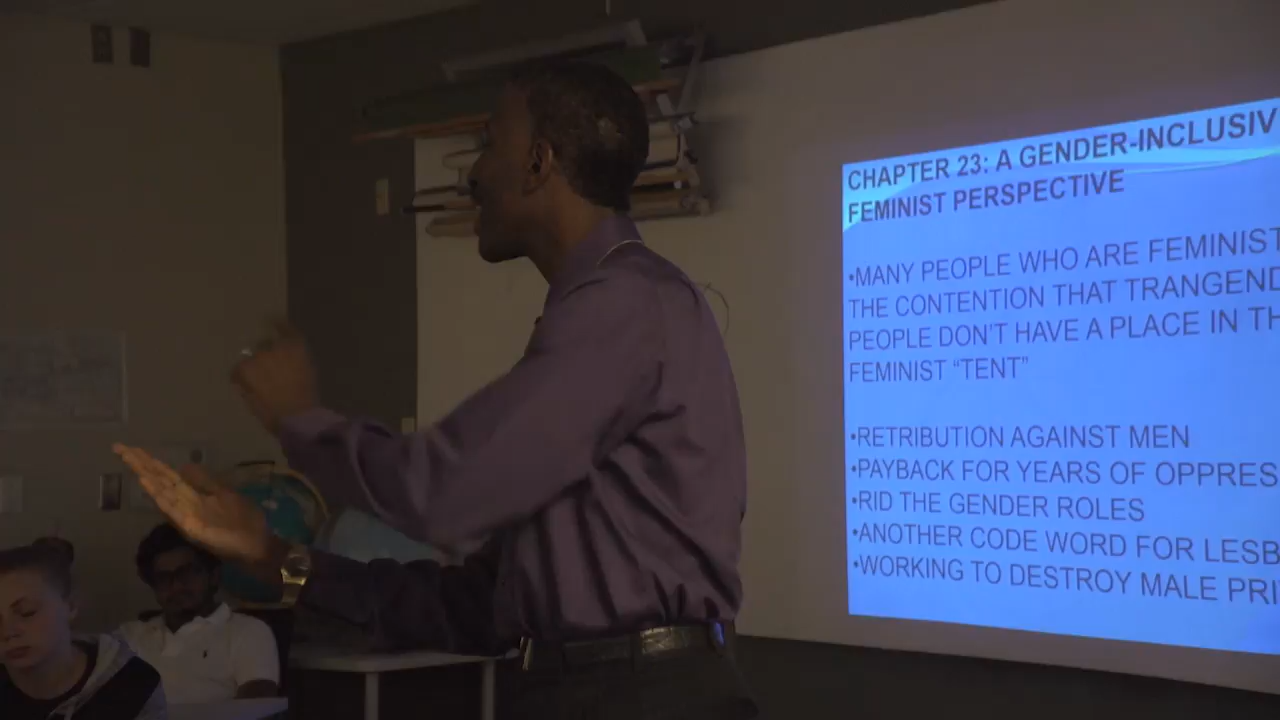 CHAPTER 23: A GENDER-INCLUSIV
FEMINIST PERSPECTIVE
•MANY PEOPLE WHO ARE FEMINIST
THE CONTENTION THAT TRANGEND
PEOPLE DON'T HAVE A PLACE IN TH
FEMINIST “TENT”
•RETRIBUTION AGAINST MEN
•PAYBACK FOR YEARS OF OPPRES
•RID THE GENDER ROLES
•ANOTHER CODE WORD FOR LESB
•WORKING TO DESTROY MALE PRI